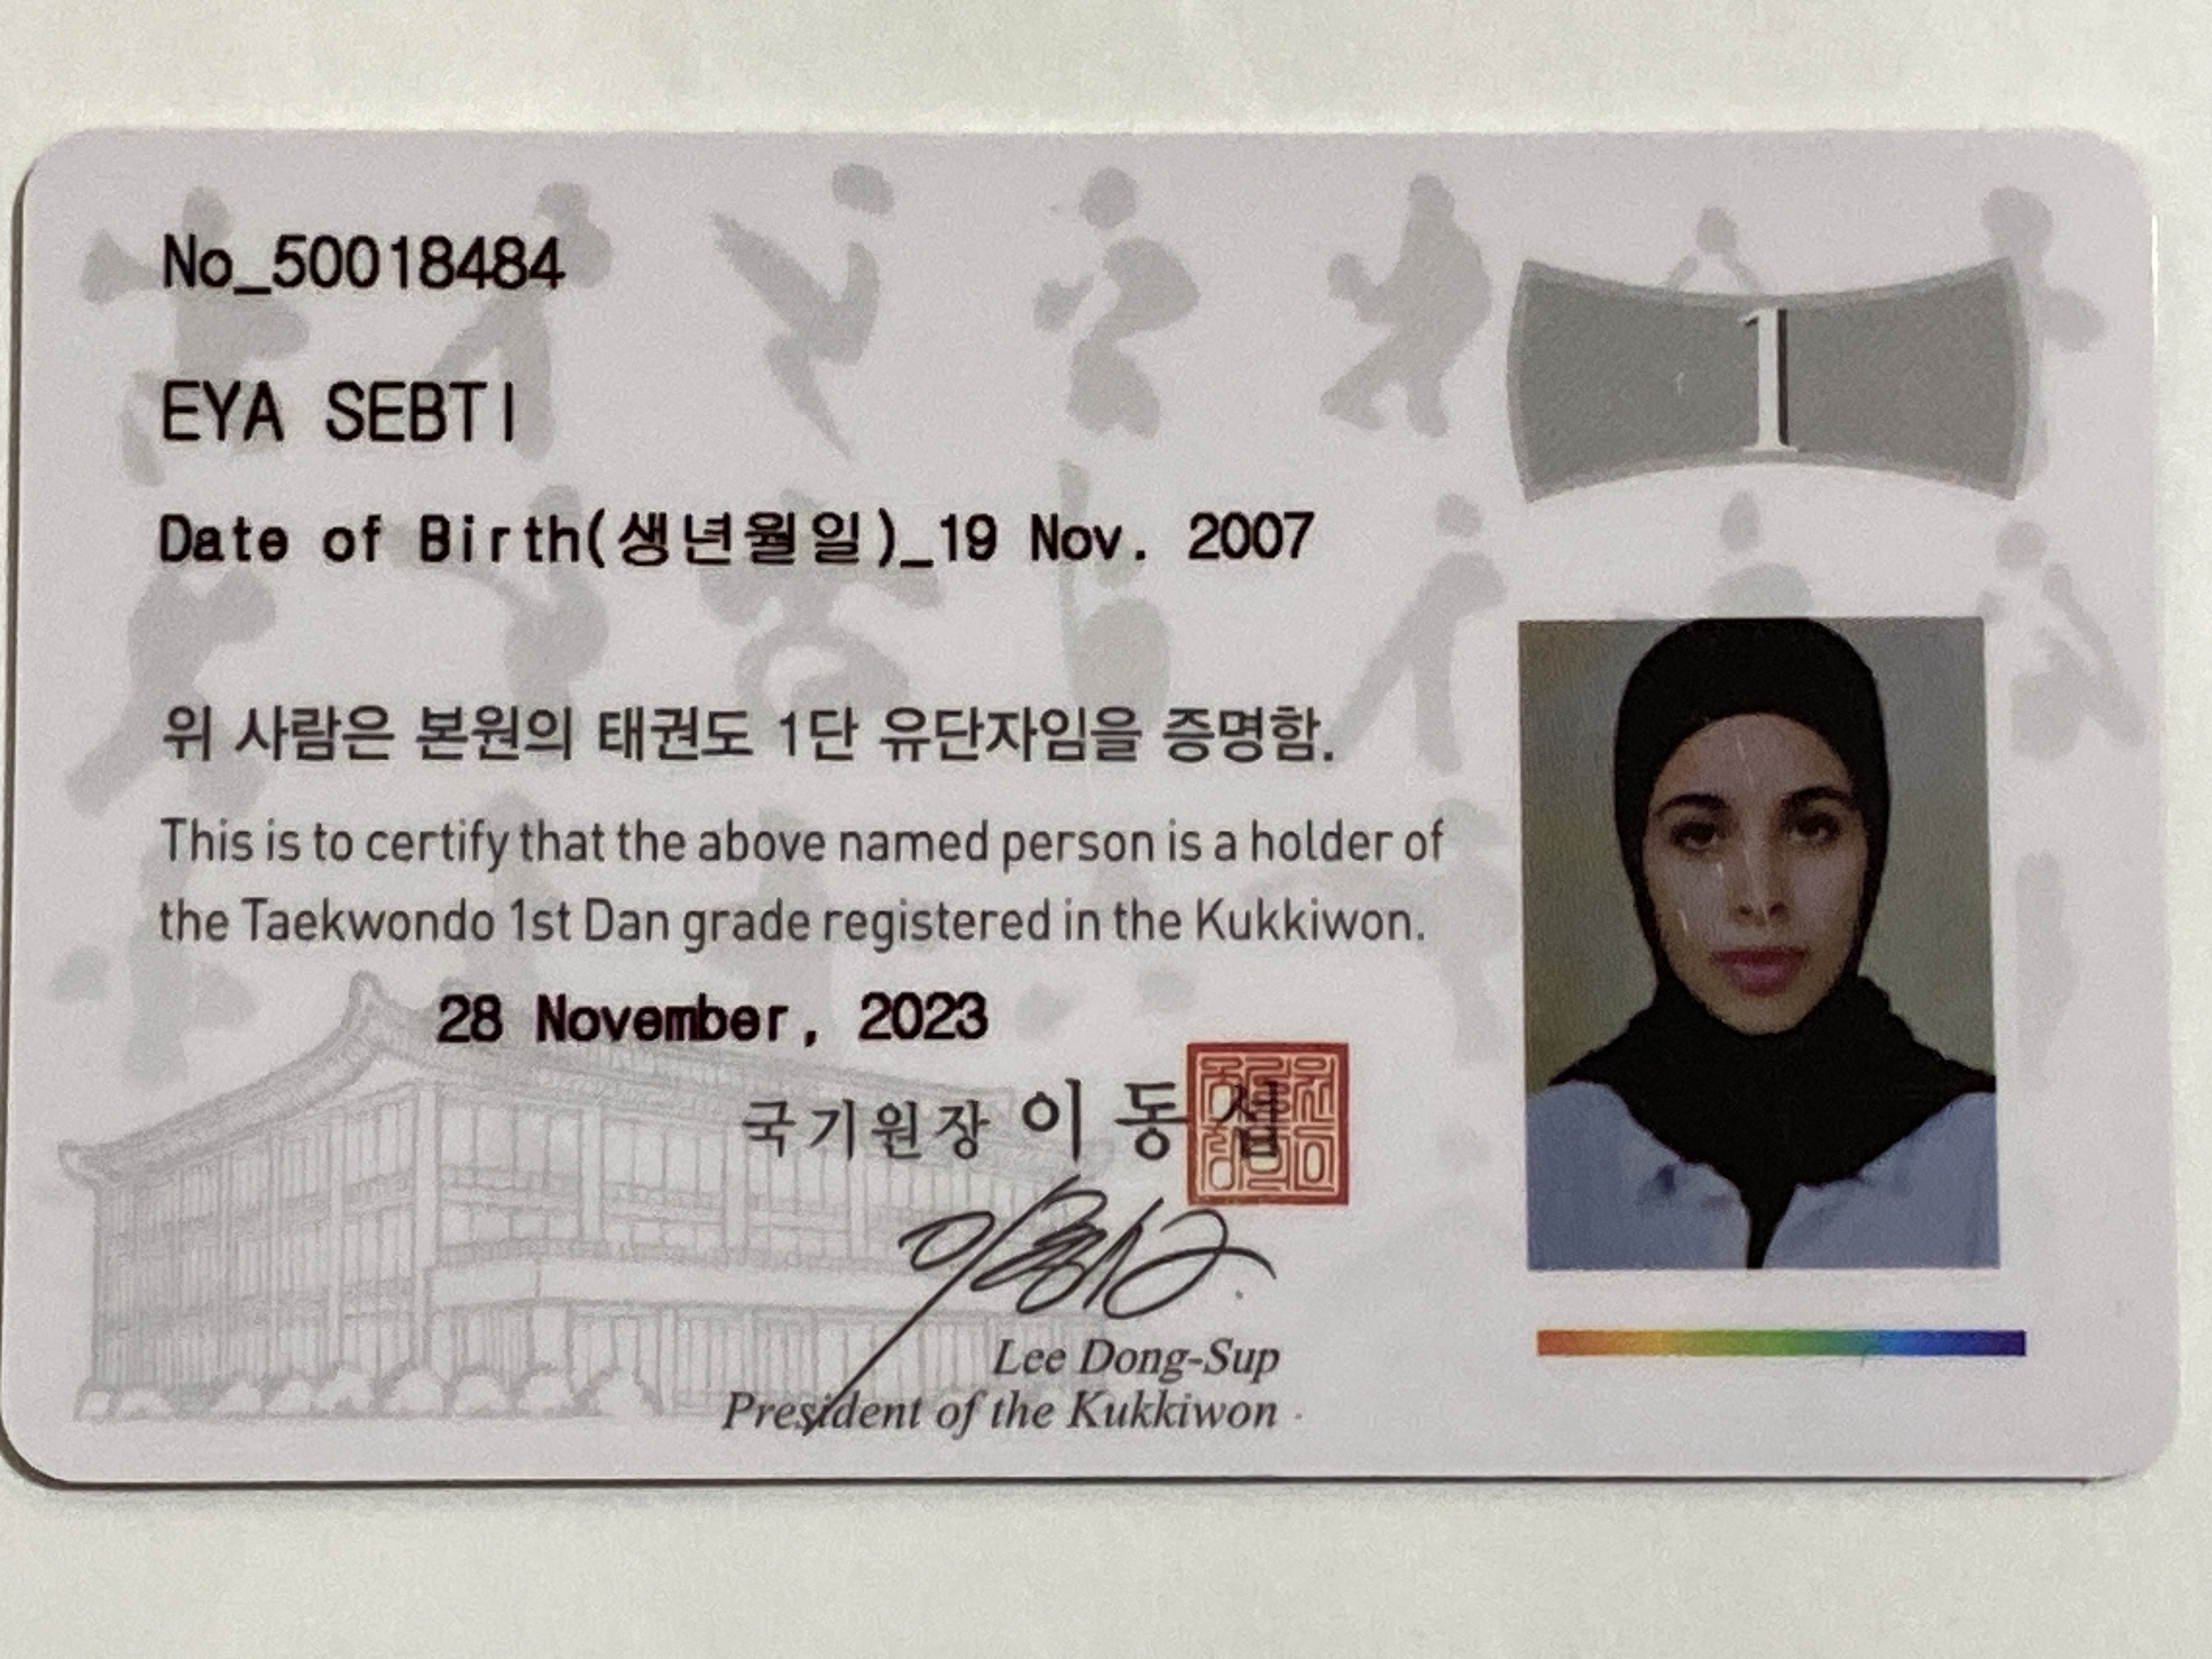 No_50018484
1
EYA SEBTI
Date of Birth(생년월일)_19 Nov. 2007
위 사람은 본원의 태권도 1단 유단자임을 증명함.
This is to certify that the above named person is a holder of
the Taekwondo 1st Dan grade registered in the Kukkiwon.
28 November, 2023
국기원장 이동섭
Lee Dong-Sup
President of the Kukkiwon